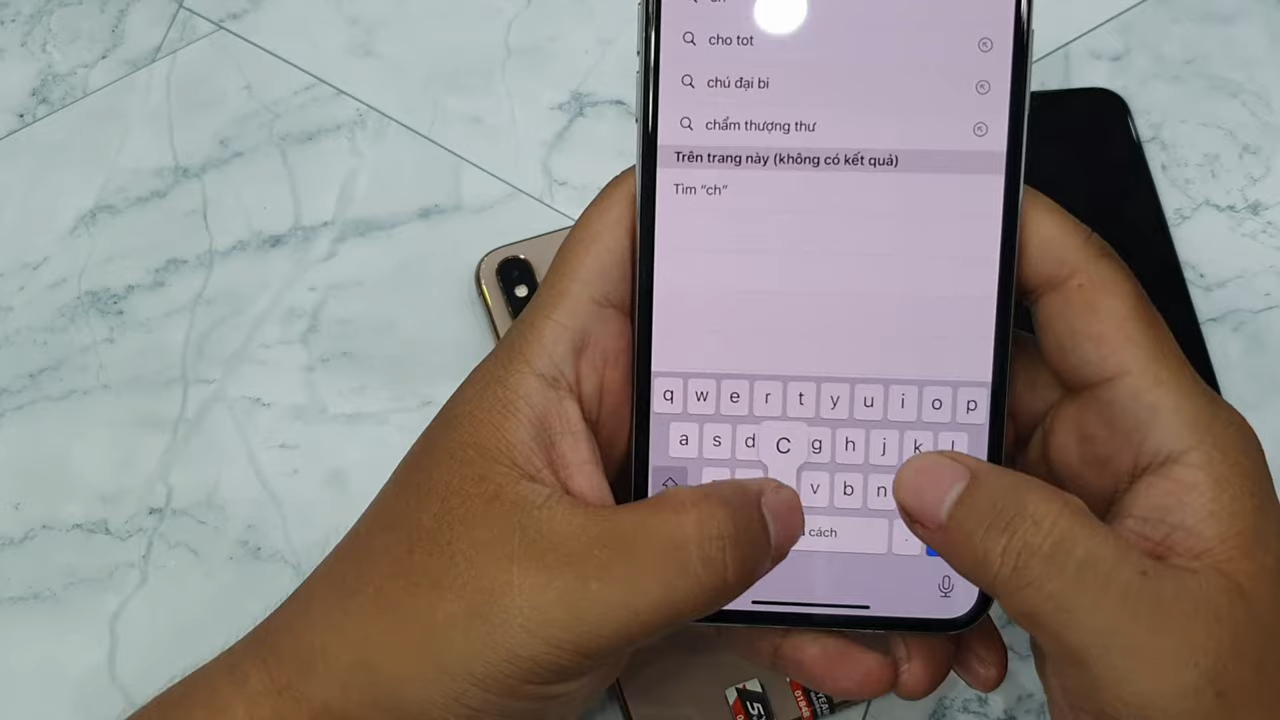 cho tot
chú đại bi
chẩm thượng thư
Trên trang này (không có kết quả)
Tìm "ch"
q w e r t y u i o p
a s d C g h j k l
v b n
cách .